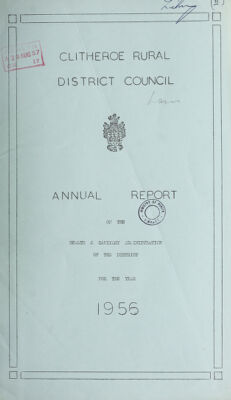 CLITHEROE RURAL
DISTRICT COUNCIL
ANNUAL REPORT
OF THE
HEALTH & SANITARY ADMINISTRATION
OF THE DISTRICT
FOR THE YEAR
1956